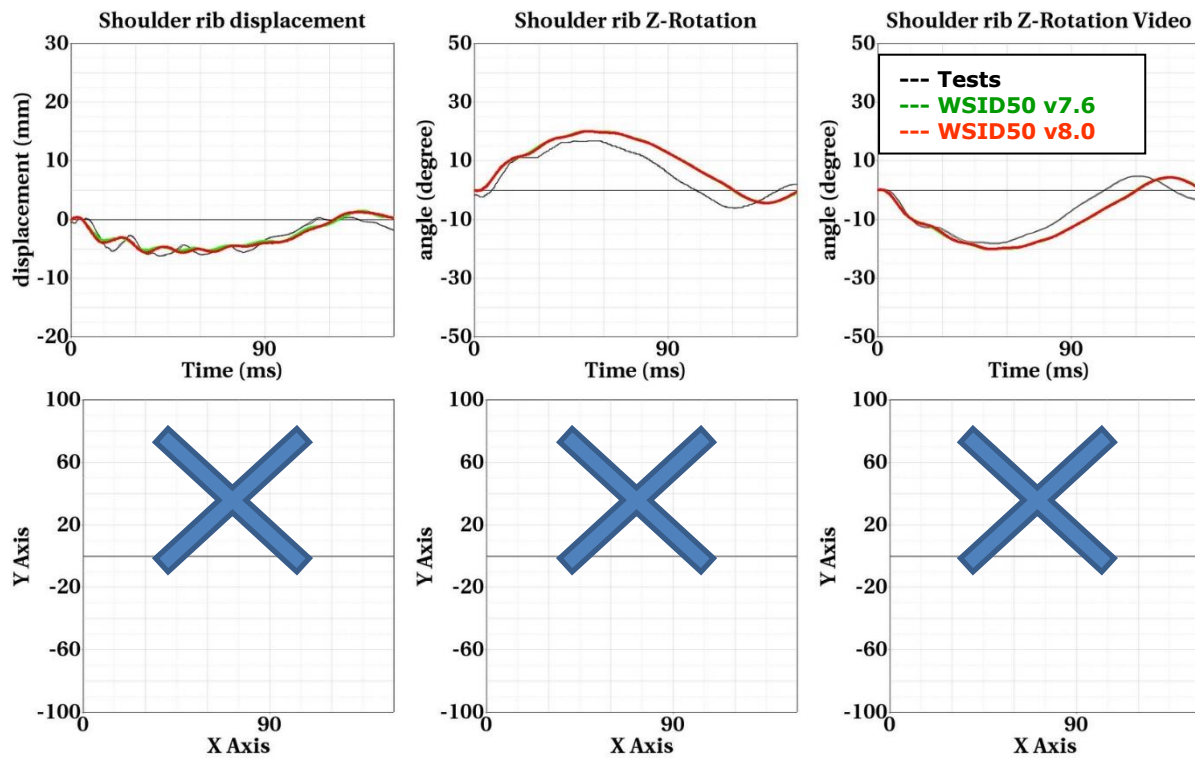 Shoulder rib displacement
30
20
10
0
-10
-20
displacement (mm)
0 90
Time (ms)
Shoulder rib Z-Rotation
50
30
10
-10
-30
-50
angle (degree)
0 90
Time (ms)
Shoulder rib Z-Rotation Video
50
30
10
-10
-30
-50
angle (degree)
--- Tests
--- WSID50 v7.6
--- WSID50 v8.0
0 90
Time (ms)
100
60
20
-20
-60
-100
Y Axis
0 90
X Axis
100
60
20
-20
-60
-100
Y Axis
0 90
X Axis
100
60
20
-20
-60
-100
Y Axis
0 90
X Axis